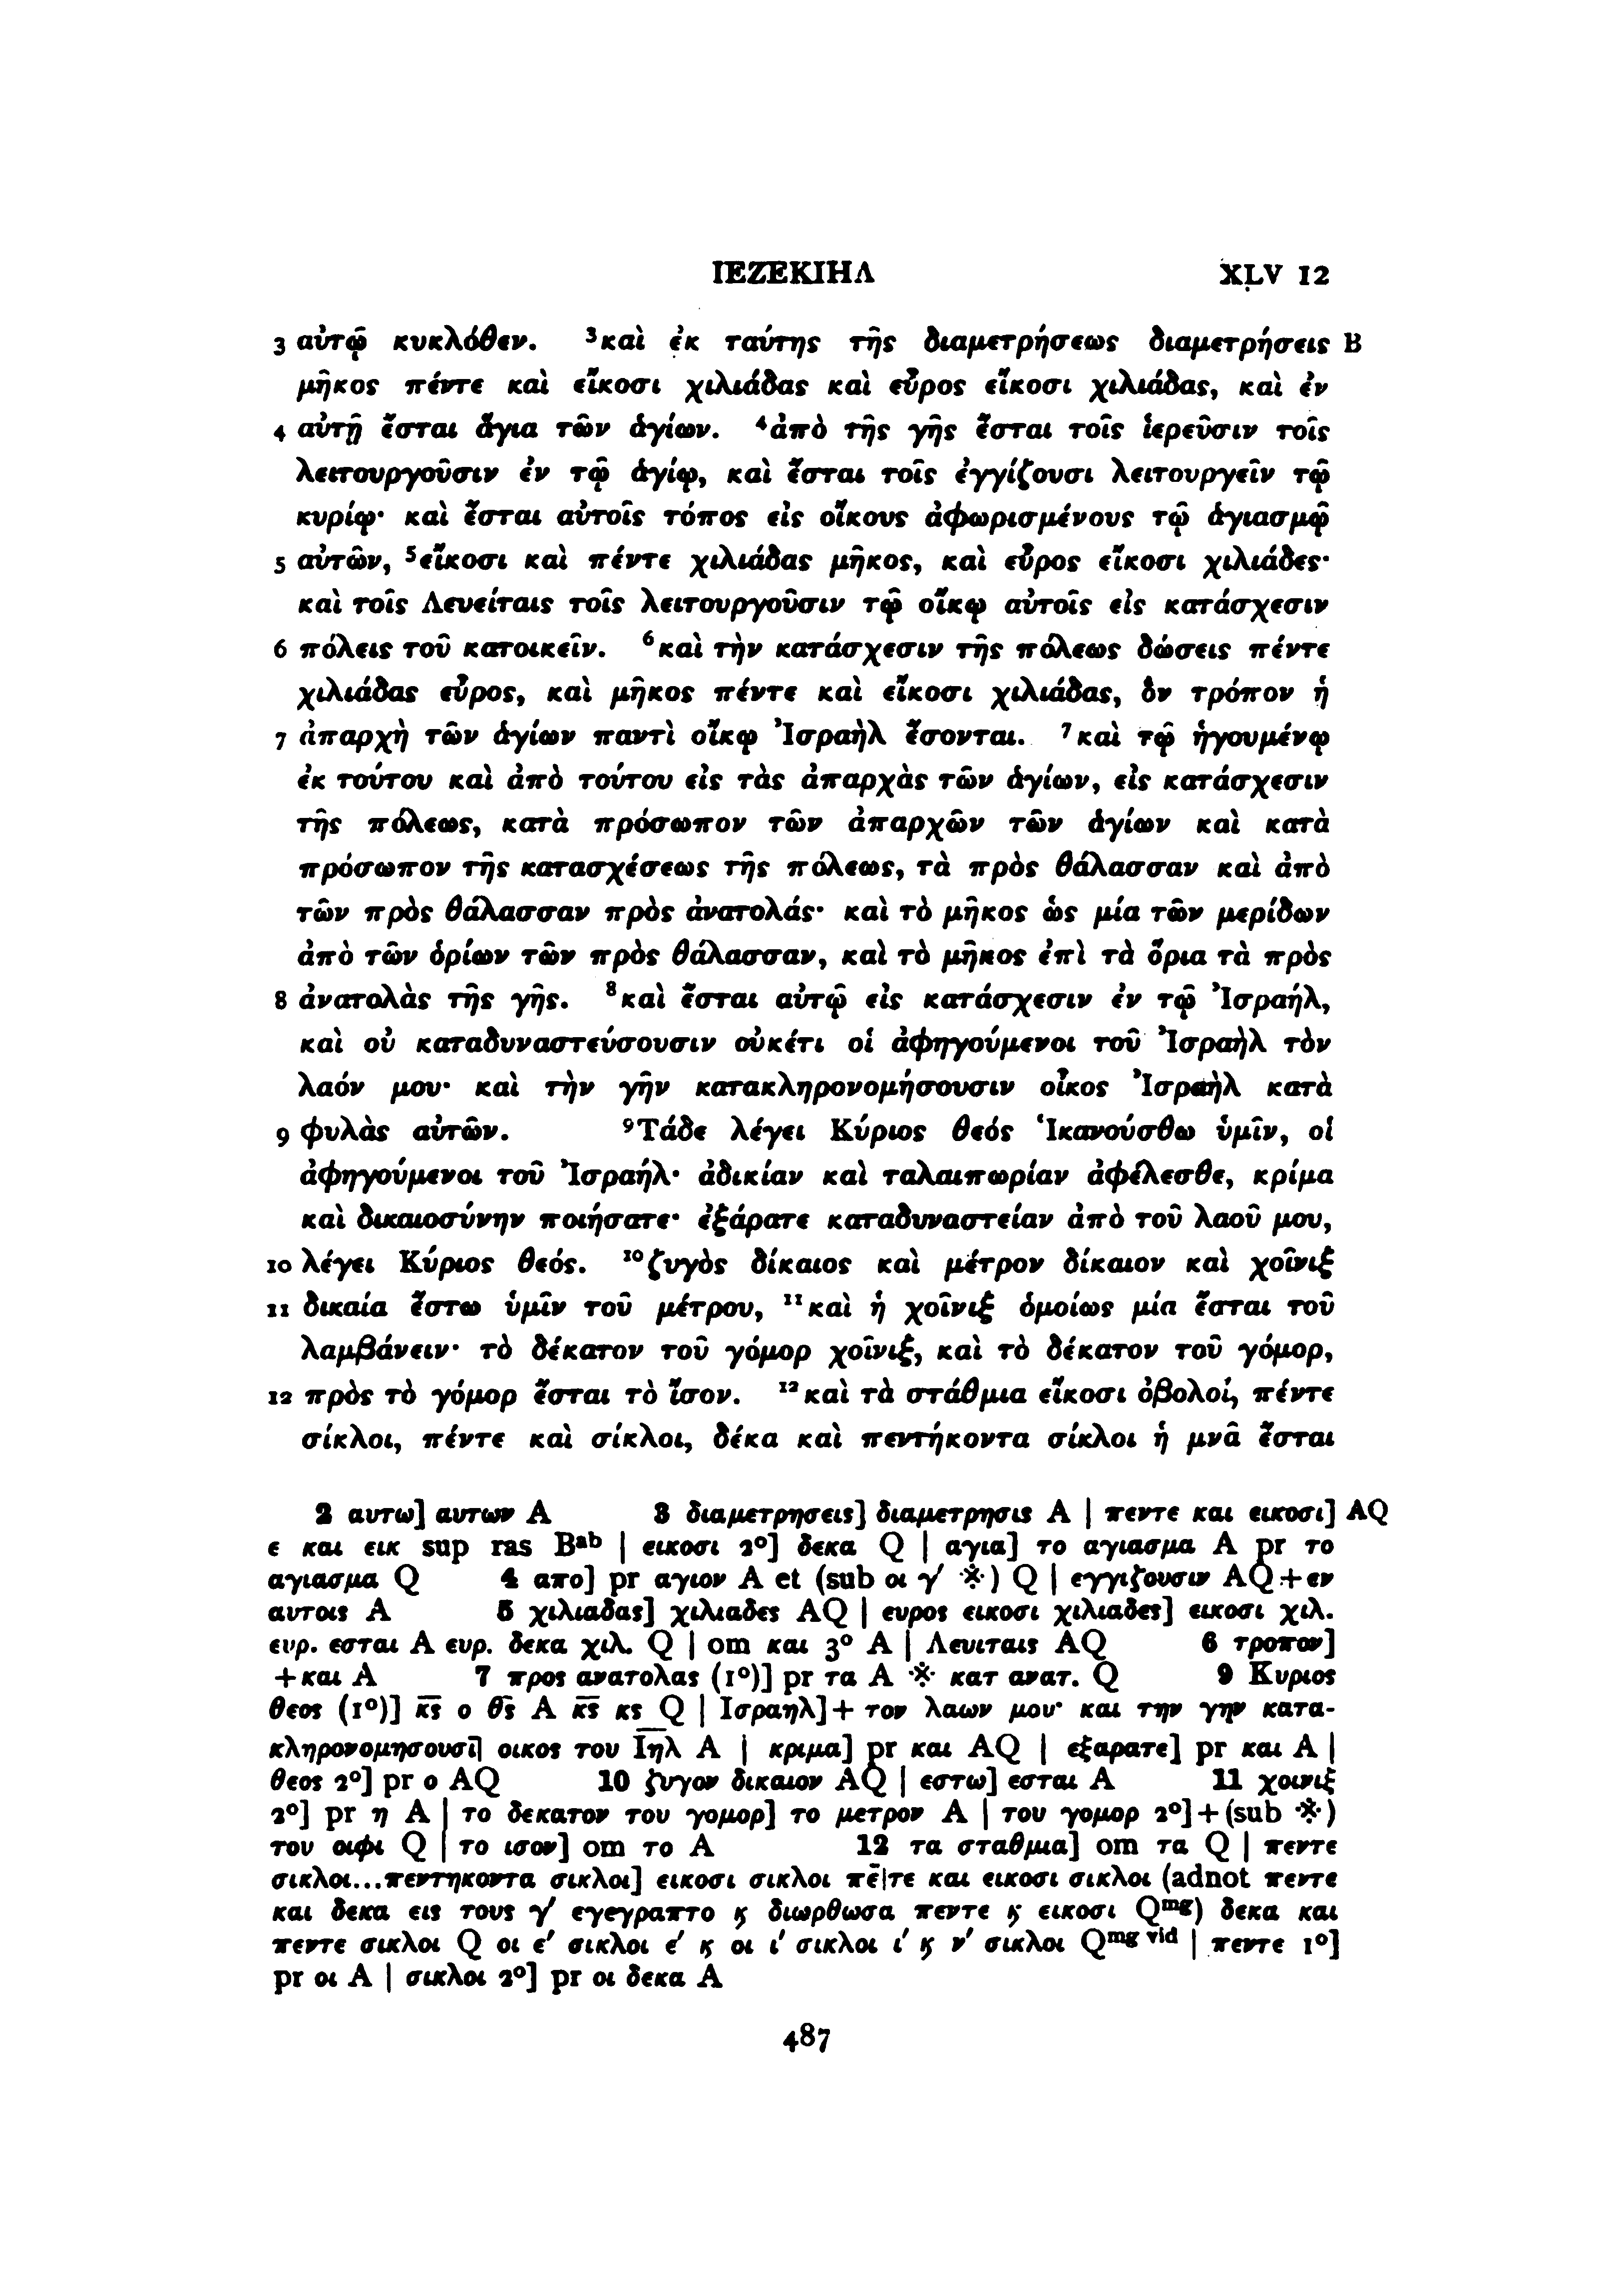 ΙΕΖΕΚΙΗΛ XLV 12
3 αὐτῷ κυκλόθεν. ³καὶ ἐκ ταύτης τῆς διαμετρήσεως διαμετρήσεις B
μῆκος πέντε καὶ εἴκοσι χιλιάδας καὶ εὖρος εἴκοσι χιλιάδας, καὶ ἐν
4 αὐτῇ ἔσται ἅγια τῶν ἁγίων. ⁴ἀπὸ τῆς γῆς ἔσται τοῖς ἱερεῦσιν τοῖς
λειτουργοῦσιν ἐν τῷ ἁγίῳ, καὶ ἔσται τοῖς ἐγγίζουσι λειτουργεῖν τῷ
κυρίῳ· καὶ ἔσται αὐτοῖς τόπος εἰς οἴκους ἀφωρισμένους τῷ ἁγιασμῷ
5 αὐτῶν, ⁵εἴκοσι καὶ πέντε χιλιάδας μῆκος, καὶ εὖρος εἴκοσι χιλιάδες·
καὶ τοῖς Λευείταις τοῖς λειτουργοῦσιν τῷ οἴκῳ αὐτοῖς εἰς κατάσχεσιν
6 πόλεις τοῦ κατοικεῖν. ⁶καὶ τὴν κατάσχεσιν τῆς πόλεως δώσεις πέντε
χιλιάδας εὖρος, καὶ μῆκος πέντε καὶ εἴκοσι χιλιάδας, ὃν τρόπον ἡ
7 ἀπαρχὴ τῶν ἁγίων παντὶ οἴκῳ Ἰσραὴλ ἔσονται. ⁷καὶ τῷ ἡγουμένῳ
ἐκ τούτου καὶ ἀπὸ τούτου εἰς τὰς ἀπαρχὰς τῶν ἁγίων, εἰς κατάσχεσιν
τῆς πόλεως, κατὰ πρόσωπον τῶν ἀπαρχῶν τῶν ἁγίων καὶ κατὰ
πρόσωπον τῆς κατασχέσεως τῆς πόλεως, τὰ πρὸς θάλασσαν καὶ ἀπὸ
τῶν πρὸς θάλασσαν πρὸς ἀνατολάς· καὶ τὸ μῆκος ὡς μία τῶν μερίδων
ἀπὸ τῶν ὁρίων τῶν πρὸς θάλασσαν, καὶ τὸ μῆκος ἐπὶ τὰ ὅρια τὰ πρὸς
8 ἀνατολὰς τῆς γῆς. ⁸καὶ ἔσται αὐτῷ εἰς κατάσχεσιν ἐν τῷ Ἰσραήλ,
καὶ οὐ καταδυναστεύσουσιν οὐκέτι οἱ ἀφηγούμενοι τοῦ Ἰσραὴλ τὸν
λαόν μου· καὶ τὴν γῆν κατακληρονομήσουσιν οἶκος Ἰσραὴλ κατὰ
9 φυλὰς αὐτῶν. ⁹Τάδε λέγει Κύριος θεός Ἱκανούσθω ὑμῖν, οἱ
ἀφηγούμενοι τοῦ Ἰσραήλ· ἀδικίαν καὶ ταλαιπωρίαν ἀφέλεσθε, κρίμα
καὶ δικαιοσύνην ποιήσατε· ἐξάρατε καταδυναστείαν ἀπὸ τοῦ λαοῦ μου,
10 λέγει Κύριος θεός. ¹⁰ζυγὸς δίκαιος καὶ μέτρον δίκαιον καὶ χοῖνιξ
11 δικαία ἔστω ὑμῖν τοῦ μέτρου, ¹¹καὶ ἡ χοῖνιξ ὁμοίως μία ἔσται τοῦ
λαμβάνειν· τὸ δέκατον τοῦ γόμορ χοῖνιξ, καὶ τὸ δέκατον τοῦ γόμορ,
12 πρὸς τὸ γόμορ ἔσται τὸ ἴσον. ¹²καὶ τὰ στάθμια εἴκοσι ὀβολοί, πέντε
σίκλοι, πέντε καὶ σίκλοι, δέκα καὶ πεντήκοντα σίκλοι ἡ μνᾶ ἔσται
2 αυτω] αυτων A 3 διαμετρησεις] διαμετρησις A | πεντε και εικοσι] AQ
ε και εικ sup ras Bᵃᵇ | εικοσι 2°] δεκα Q | αγια] το αγιασμα A pr το
αγιασμα Q 4 απο] pr αγιον A et (sub οι γ′ ※) Q | εγγιζουσιν AQ+εν
αυτοις A 5 χιλιαδας] χιλιαδες AQ | ευρος εικοσι χιλιαδες] εικοσι χιλ.
ευρ. εσται A ευρ. δεκα χιλ. Q | om και 3° A | Λευιταις AQ 6 τροπον]
+και A 7 προς ανατολας (1°)] pr τα A ※ κατ ανατ. Q 9 Κυριος
θεος (1°)] κ̅ς̅ ο θ̅ς̅ A κ̅ς̅ κς Q | Ισραηλ]+ τον λαων μου· και την γην κατα-
κληρονομησουσῑ] οικος του Ι̅η̅λ̅ A | κριμα] pr και AQ | εξαρατε] pr και A |
θεος 2°] pr ο AQ 10 ζυγον δικαιον AQ | εστω] εσται A 11 χοινιξ
2°] pr η A | το δεκατον του γομορ] το μετρον A | του γομορ 2°]+(sub ※)
του οιφι Q | το ισον] om το A 12 τα σταθμια] om τα Q | πεντε
σικλοι...πεντηκοντα σικλοι] εικοσι σικλοι πε̅|τε και εικοσι σικλοι (adnot πεντε
και δεκα εις τους γ′ εγεγραπτο ϗ διωρθωσα πεντε ϗ εικοσι Qᵐᵍ) δεκα και
πεντε σικλοι Q οι ε′ σικλοι ε′ ϗ οι ι′ σικλοι ι′ ϗ ν′ σικλοι Qᵐᵍ ᵛⁱᵈ | πεντε 1°]
pr οι A | σικλοι 2°] pr οι δεκα A
487